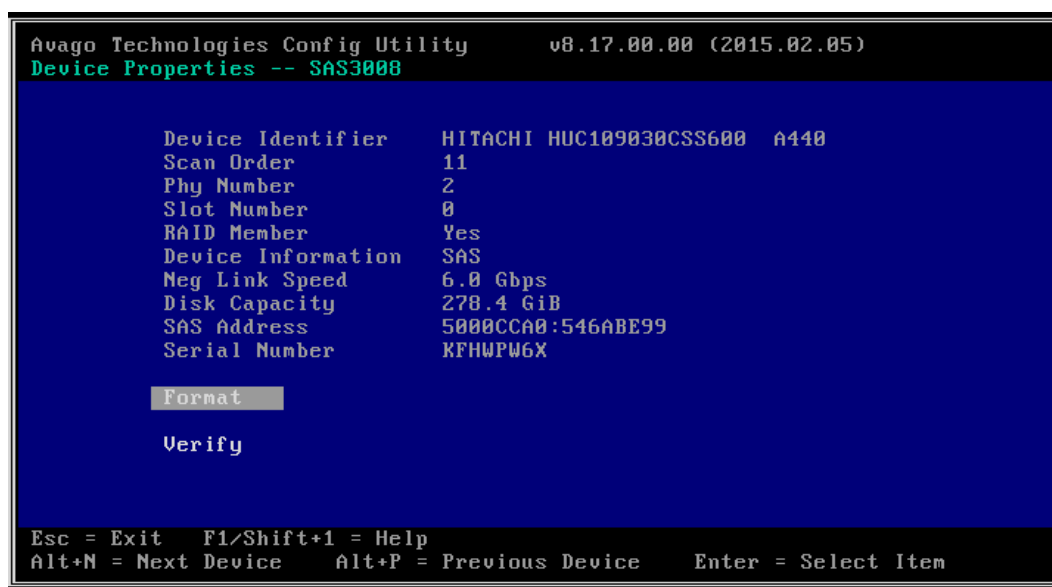 Avago Technologies Config Utility v8.17.00.00 (2015.02.05)
Device Properties -- SAS3008
Device Identifier HITACHI HUC109030CSS600 A440
Scan Order 11
Phy Number 2
Slot Number 0
RAID Member Yes
Device Information SAS
Neg Link Speed 6.0 Gbps
Disk Capacity 278.4 GiB
SAS Address 5000CCA0:546ABE99
Serial Number KFHWPW6X
Format
Verify
Esc = Exit F1/Shift+1 = Help
Alt+N = Next Device Alt+P = Previous Device Enter = Select Item